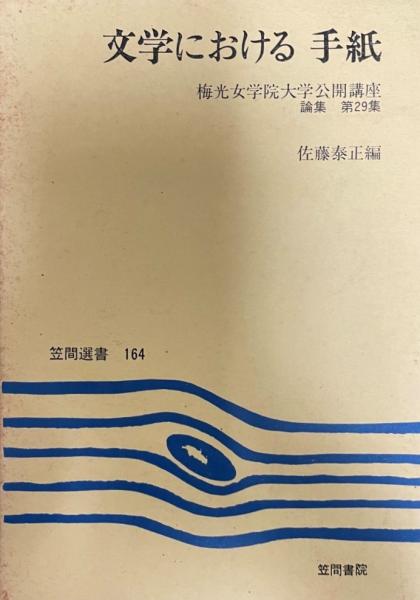 文学における 手紙
梅光女学院大学公開講座
論集 第29集
佐藤泰正編
笠間選書 164
笠間書院